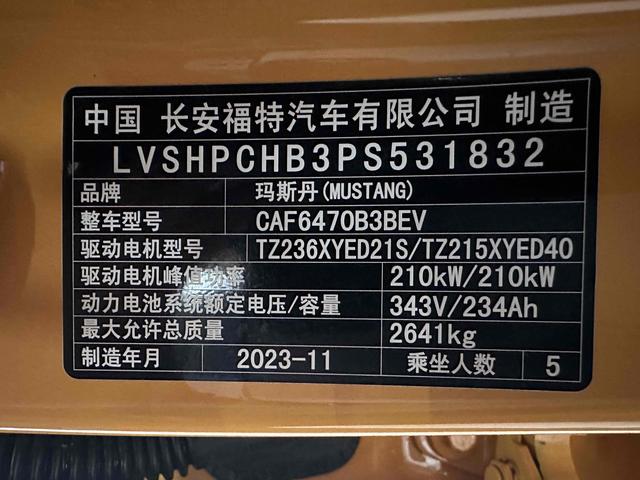 中国 长安福特汽车有限公司 制造
LVSHPCHB3PS531832
品牌 玛斯丹(MUSTANG)
整车型号 CAF6470B3BEV
驱动电机型号 TZ236XYED21S/TZ215XYED40
驱动电机峰值功率 210kW/210kW
动力电池系统额定电压/容量 343V/234Ah
最大允许总质量 2641kg
制造年月 2023-11 乘坐人数 5